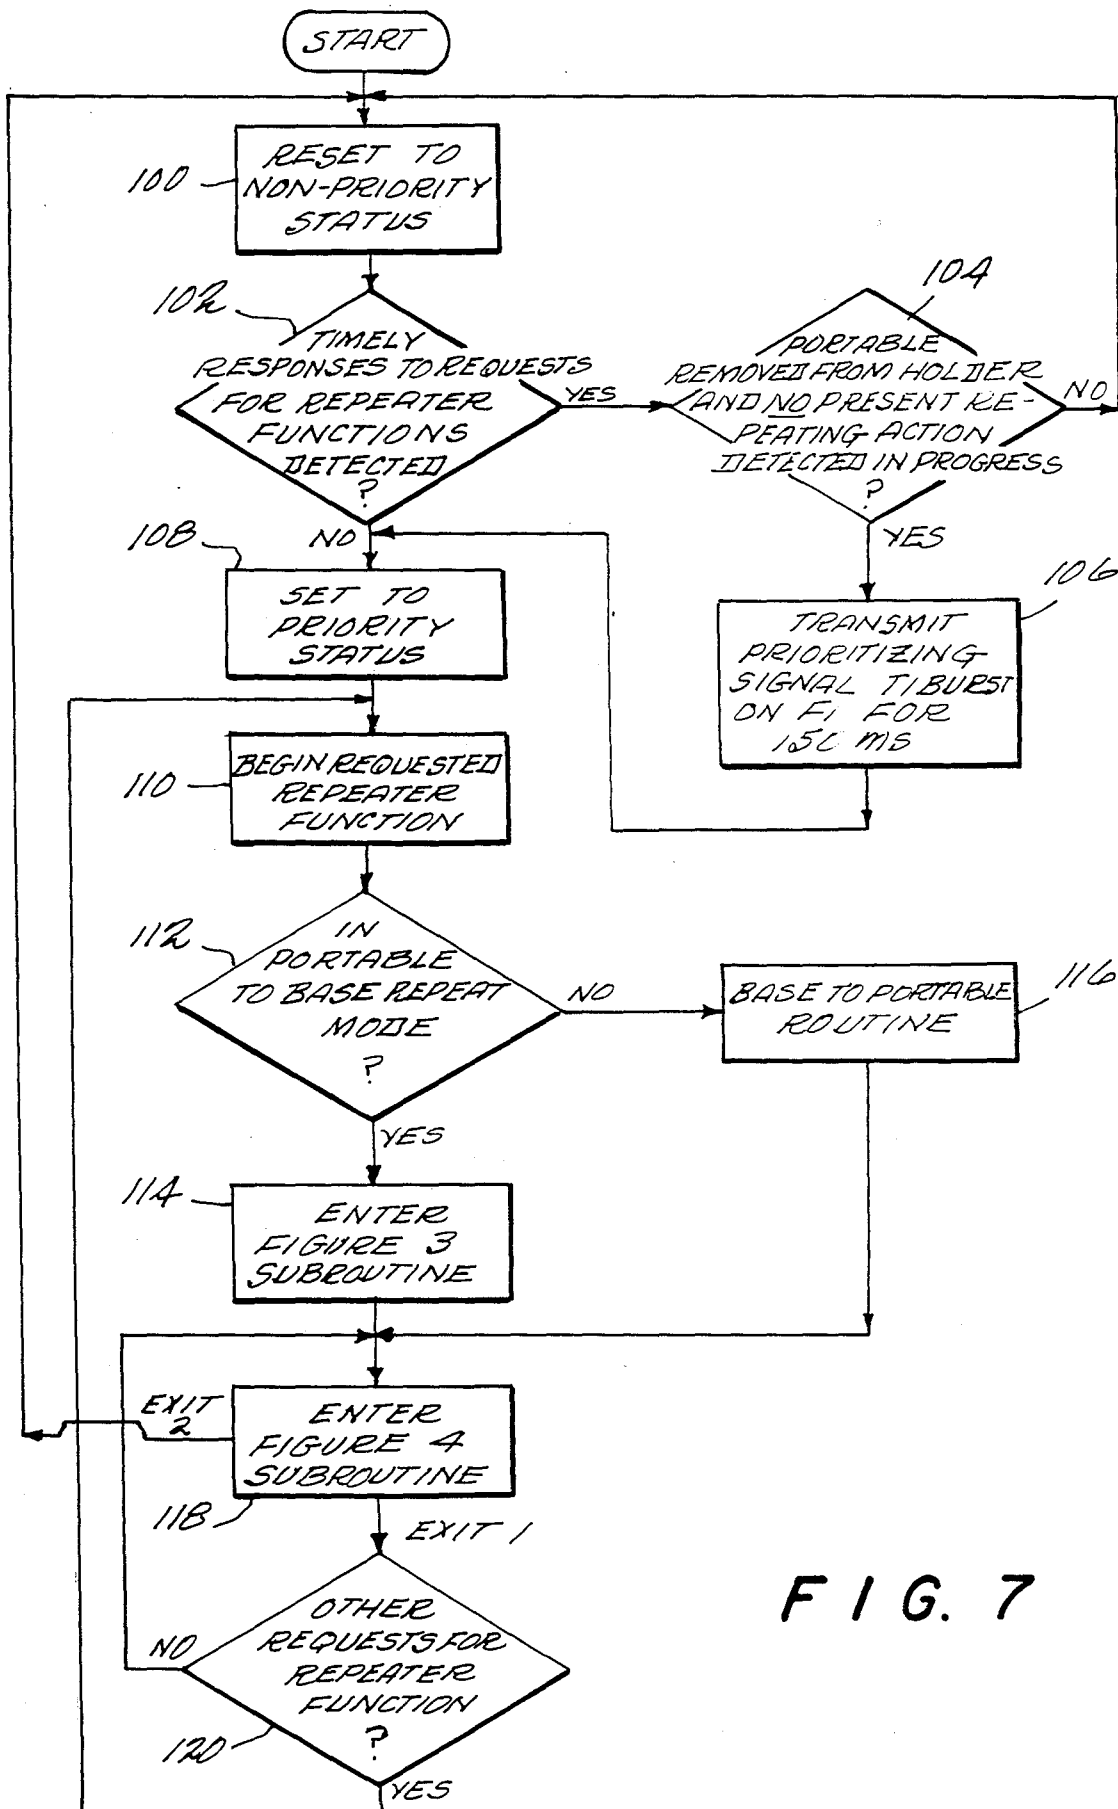 START
100
RESET TO
NON-PRIORITY
STATUS
102
TIMELY
RESPONSES TO REQUESTS
FOR REPEATER
FUNCTIONS
DETECTED
?
YES
NO
104
PORTABLE
REMOVED FROM HOLDER
AND NO PRESENT RE-
PEATING ACTION
DETECTED IN PROGRESS
?
NO
YES
106
TRANSMIT
PRIORITIZING
SIGNAL T1 BURST
ON F1 FOR
150 MS
108
SET TO
PRIORITY
STATUS
110
BEGIN REQUESTED
REPEATER
FUNCTION
112
IN
PORTABLE
TO BASE REPEAT
MODE
?
NO
YES
116
BASE TO PORTABLE
ROUTINE
114
ENTER
FIGURE 3
SUBROUTINE
EXIT
2
ENTER
FIGURE 4
SUBROUTINE
118
EXIT 1
OTHER
REQUESTS FOR
REPEATER
FUNCTION
?
NO
120
YES
FIG. 7